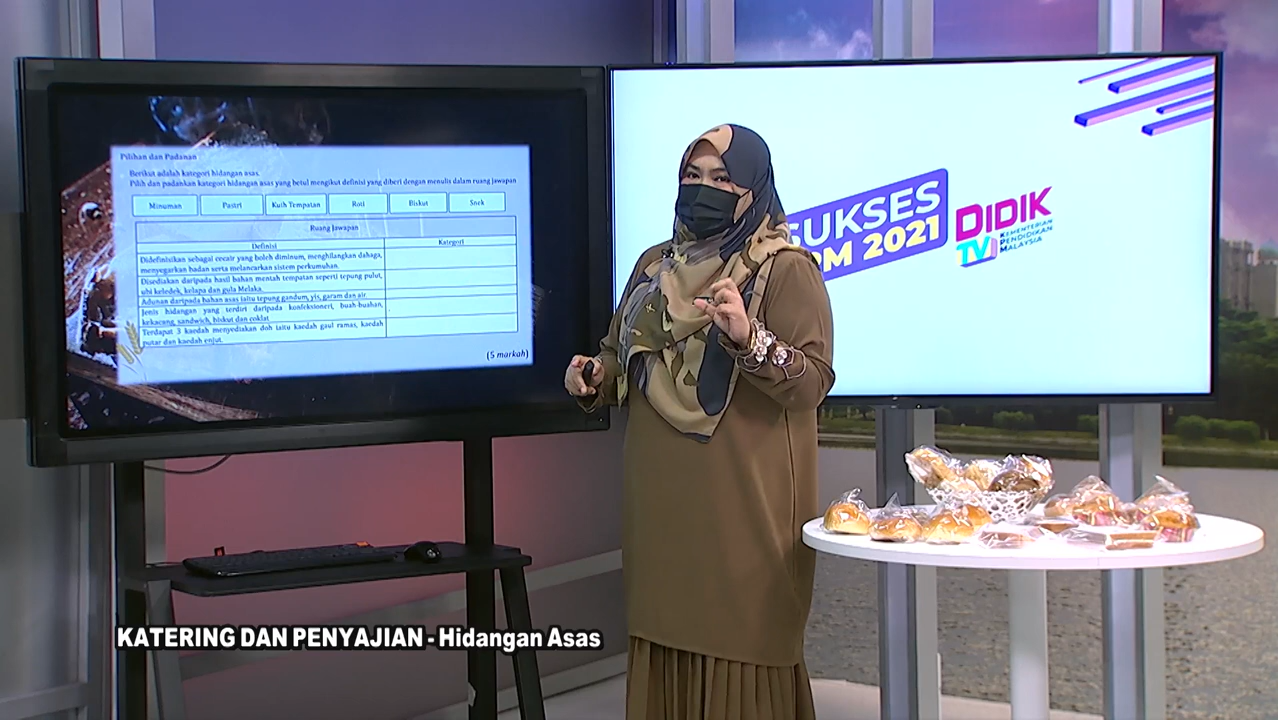 Pilihan dan Padanan
Berikut adalah kategori hidangan asas.
Pilih dan padankan kategori hidangan asas yang betul mengikut definisi yang diberi dengan menulis dalam ruang jawapan
Minuman Pastri Kuih Tempatan Roti Biskut Snek
Ruang Jawapan
Definisi Kategori
Didefinisikan sebagai cecair yang boleh diminum, menghilangkan dahaga,
menyegarkan badan serta melancarkan sistem perkumuhan.
Disediakan daripada hasil bahan mentah tempatan seperti tepung pulut,
ubi keledek, kelapa dan gula Melaka.
Adunan daripada bahan asas iaitu tepung gandum, yis, garam dan air.
Jenis hidangan yang terdiri daripada konfeksioneri, buah-buahan,
kekacang, sandwich, biskut dan coklat
Terdapat 3 kaedah menyediakan doh iaitu kaedah gaul ramas, kaedah
putar dan kaedah enjut.
(5 markah)
SUKSES
PM 2021
DIDIK
TV
KEMENTERIAN
PENDIDIKAN
MALAYSIA
KATERING DAN PENYAJIAN - Hidangan Asas